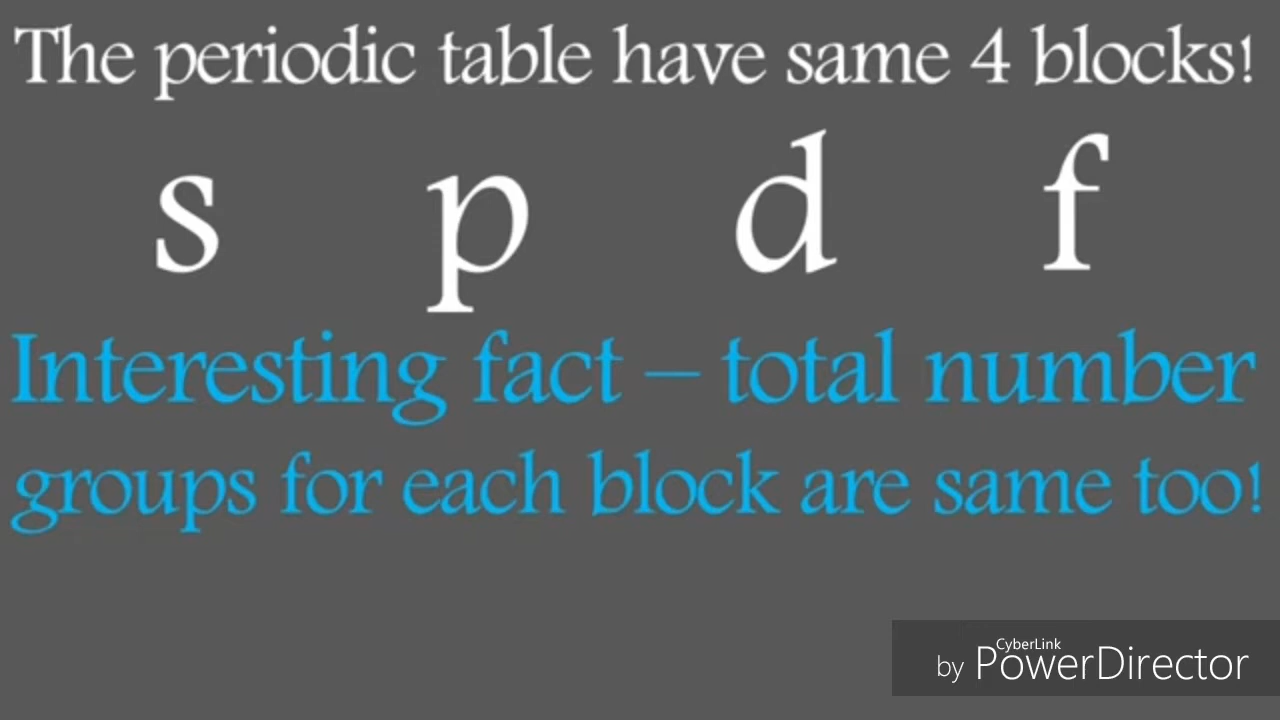 The periodic table have same 4 blocks!
s p d f
Interesting fact – total number
groups for each block are same too!
CyberLink
by PowerDirector